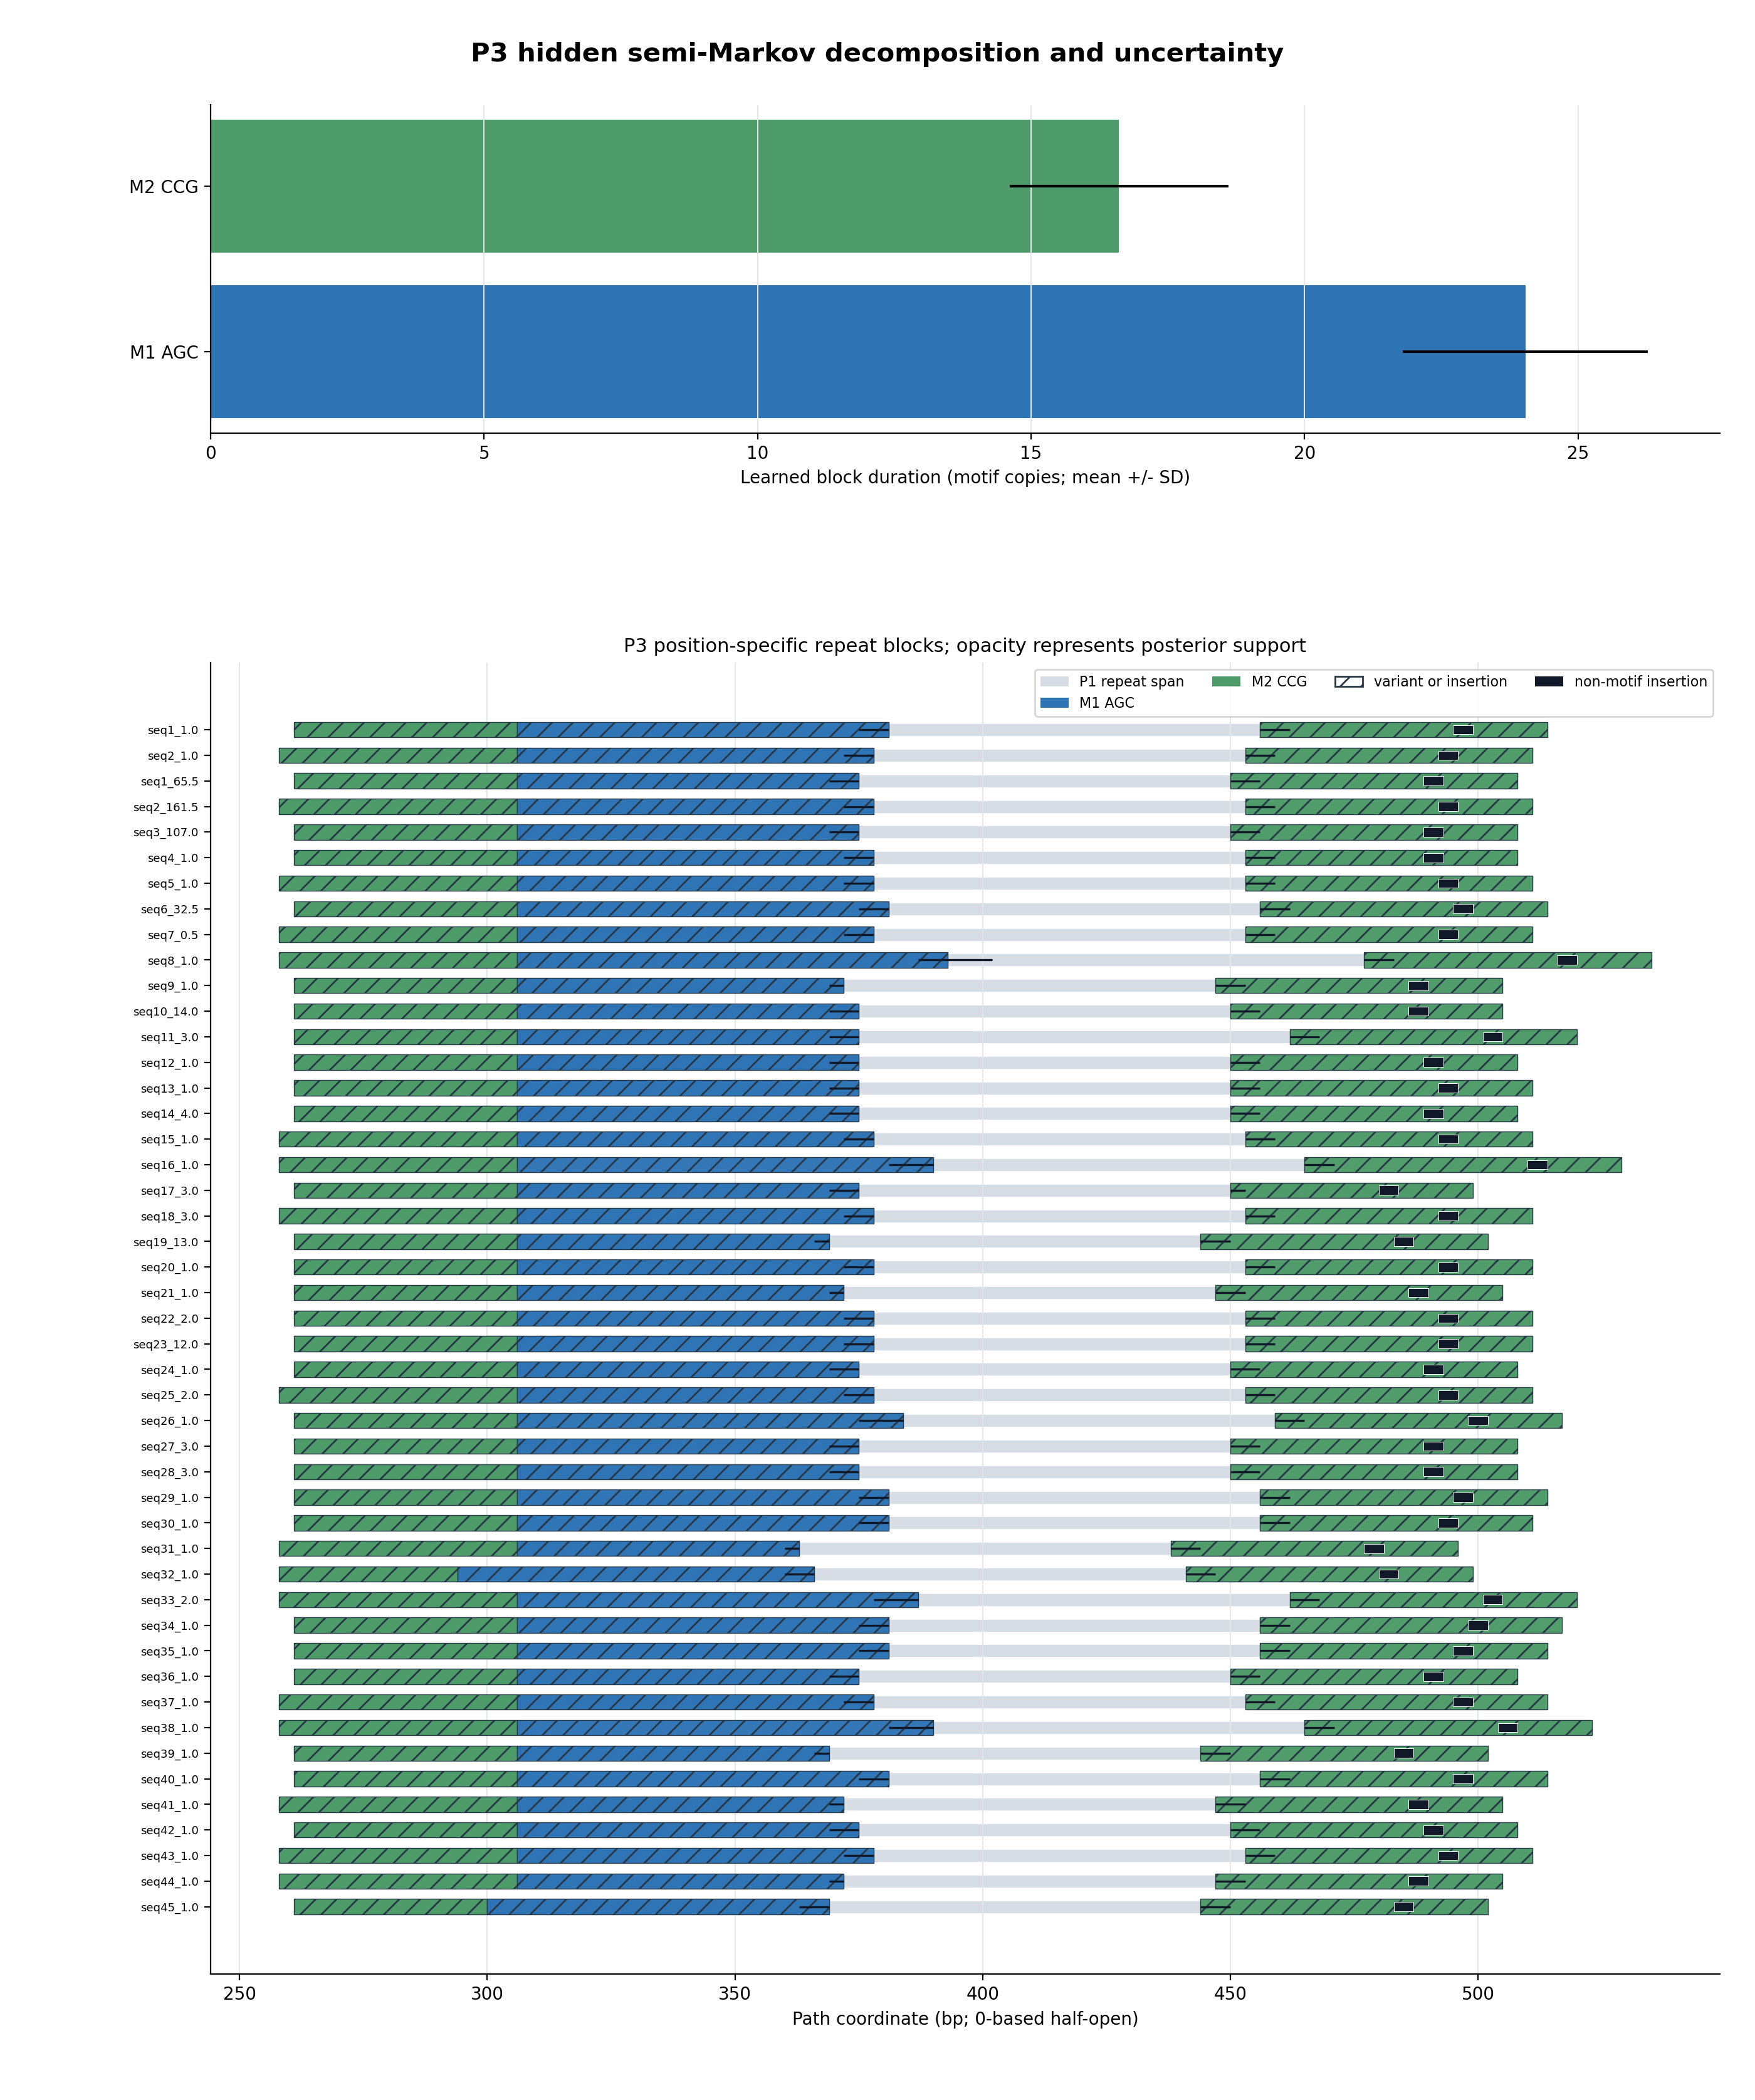 P3 hidden semi-Markov decomposition and uncertainty
M2 CCG
M1 AGC
0 5 10 15 20 25
Learned block duration (motif copies; mean +/- SD)
P3 position-specific repeat blocks; opacity represents posterior support
P1 repeat span M2 CCG variant or insertion non-motif insertion
M1 AGC
seq1_1.0
seq2_1.0
seq1_65.5
seq2_161.5
seq3_107.0
seq4_1.0
seq5_1.0
seq6_32.5
seq7_0.5
seq8_1.0
seq9_1.0
seq10_14.0
seq11_3.0
seq12_1.0
seq13_1.0
seq14_4.0
seq15_1.0
seq16_1.0
seq17_3.0
seq18_3.0
seq19_13.0
seq20_1.0
seq21_1.0
seq22_2.0
seq23_12.0
seq24_1.0
seq25_2.0
seq26_1.0
seq27_3.0
seq28_3.0
seq29_1.0
seq30_1.0
seq31_1.0
seq32_1.0
seq33_2.0
seq34_1.0
seq35_1.0
seq36_1.0
seq37_1.0
seq38_1.0
seq39_1.0
seq40_1.0
seq41_1.0
seq42_1.0
seq43_1.0
seq44_1.0
seq45_1.0
250 300 350 400 450 500
Path coordinate (bp; 0-based half-open)